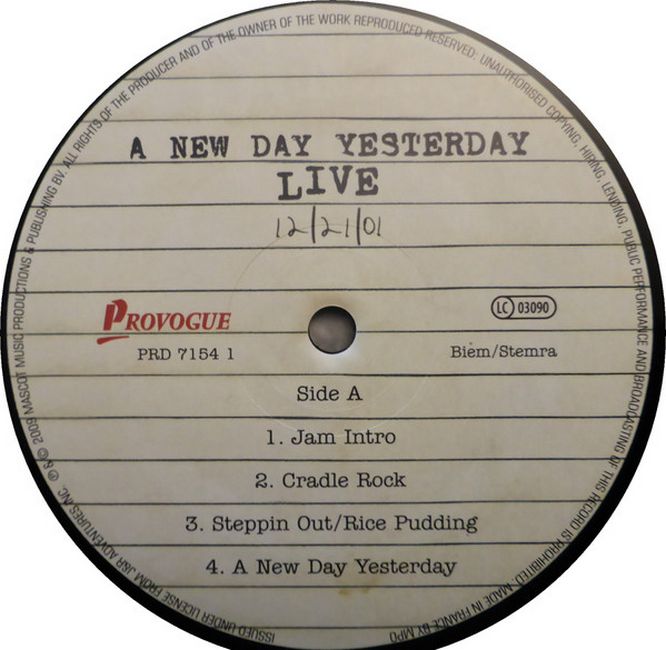 A NEW DAY YESTERDAY
LIVE
12/21/01
PROVOGUE
PRD 7154 1
LC 03090
Biem/Stemra
Side A
1. Jam Intro
2. Cradle Rock
3. Steppin Out/Rice Pudding
4. A New Day Yesterday
ISSUED UNDER LICENSE FROM J&R ADVENTURES INC. ℗&© 2009 MASCOT MUSIC PRODUCTIONS & PUBLISHING BV. ALL RIGHTS OF THE PRODUCER AND OF THE OWNER OF THE WORK REPRODUCED RESERVED. UNAUTHORISED COPYING, HIRING, LENDING, PUBLIC PERFORMANCE AND BROADCASTING OF THIS RECORD IS PROHIBITED. MADE IN FRANCE BY MPO